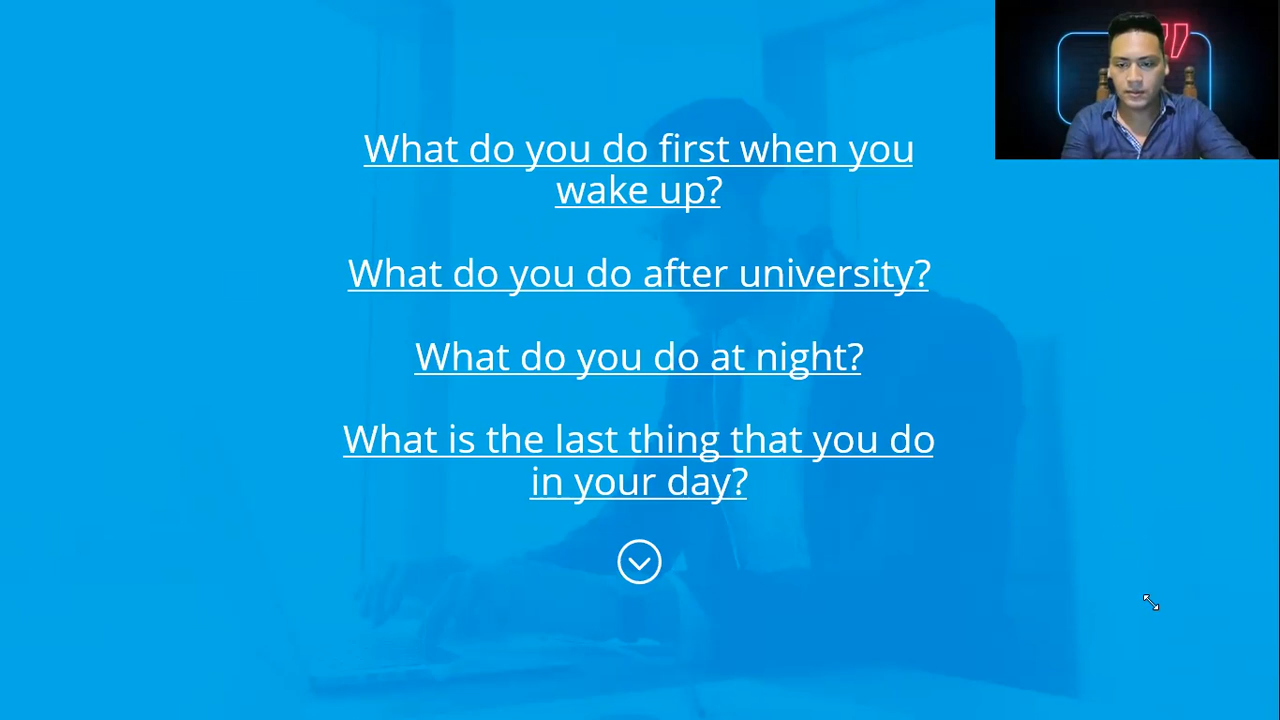 What do you do first when you
wake up?
What do you do after university?
What do you do at night?
What is the last thing that you do
in your day?